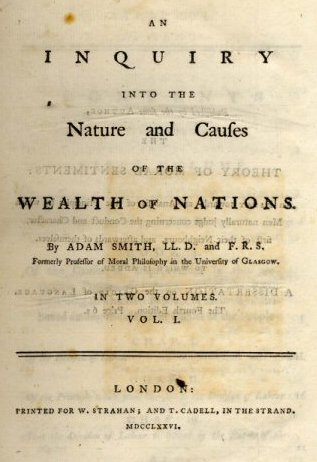 AN
INQUIRY
INTO THE
Nature and Cauſes
OF THE
WEALTH OF NATIONS.
By ADAM SMITH, LL. D. and F. R. S.
Formerly Profeſſor of Moral Philoſophy in the Univerſity of GLASGOW.
IN TWO VOLUMES.
VOL. I.
LONDON:
PRINTED FOR W. STRAHAN; AND T. CADELL, IN THE STRAND.
MDCCLXXVI.